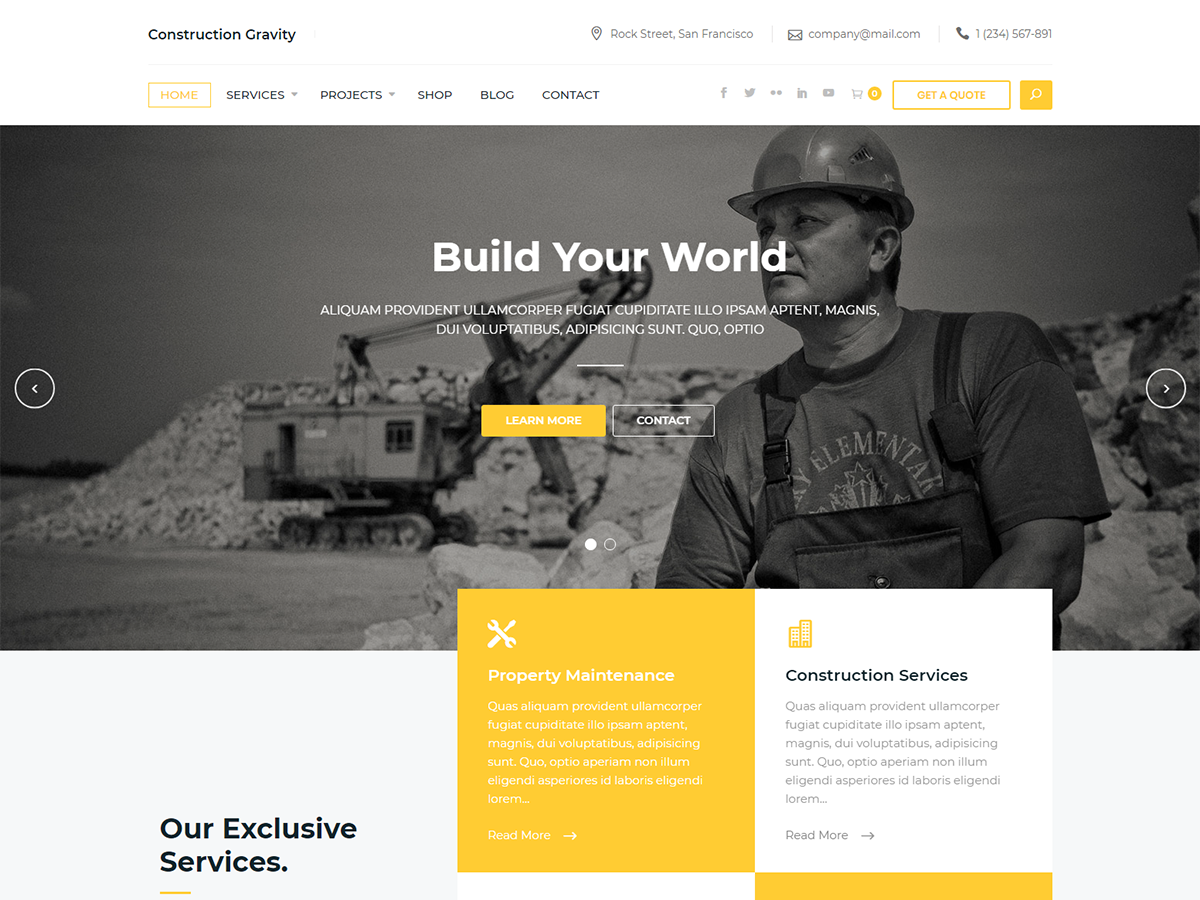 Construction Gravity
Rock Street, San Francisco
company@mail.com
1 (234) 567-891
HOME
SERVICES
PROJECTS
SHOP
BLOG
CONTACT
0
GET A QUOTE
Build Your World
ALIQUAM PROVIDENT ULLAMCORPER FUGIAT CUPIDITATE ILLO IPSAM APTENT, MAGNIS,
DUI VOLUPTATIBUS, ADIPISICING SUNT. QUO, OPTIO
LEARN MORE
CONTACT
AY ELEMENTAR
Property Maintenance
Quas aliquam provident ullamcorper
fugiat cupiditate illo ipsam aptent,
magnis, dui voluptatibus, adipisicing
sunt. Quo, optio aperiam non illum
eligendi asperiores id laboris eligendi
lorem...
Read More
Construction Services
Quas aliquam provident ullamcorper
fugiat cupiditate illo ipsam aptent,
magnis, dui voluptatibus, adipisicing
sunt. Quo, optio aperiam non illum
eligendi asperiores id laboris eligendi
lorem...
Read More
Our Exclusive
Services.